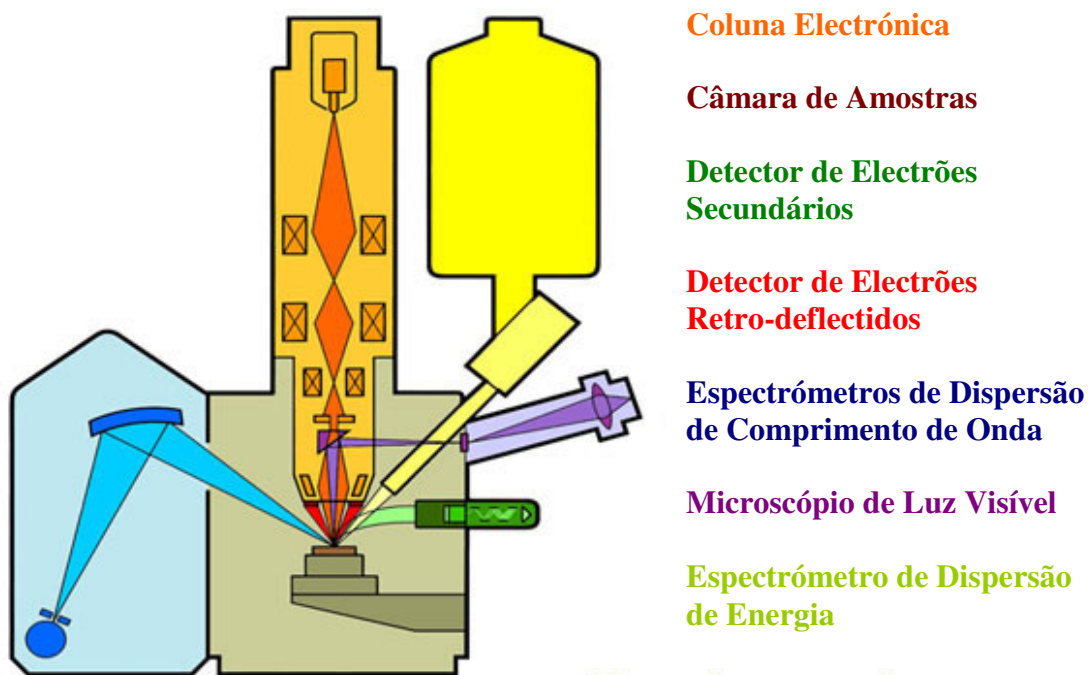 Coluna Electrónica
Câmara de Amostras
Detector de Electrões
Secundários
Detector de Electrões
Retro-deflectidos
Espectrómetros de Dispersão
de Comprimento de Onda
Microscópio de Luz Visível
Espectrómetro de Dispersão
de Energia